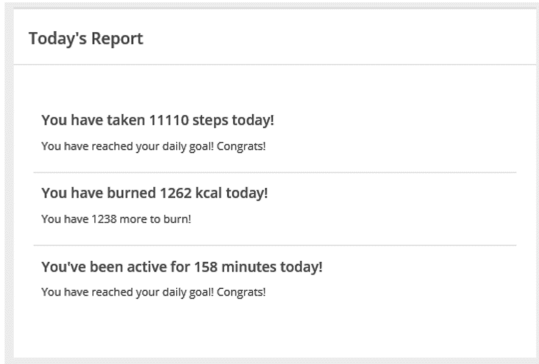 Today's Report
You have taken 11110 steps today!
You have reached your daily goal! Congrats!
You have burned 1262 kcal today!
You have 1238 more to burn!
You've been active for 158 minutes today!
You have reached your daily goal! Congrats!